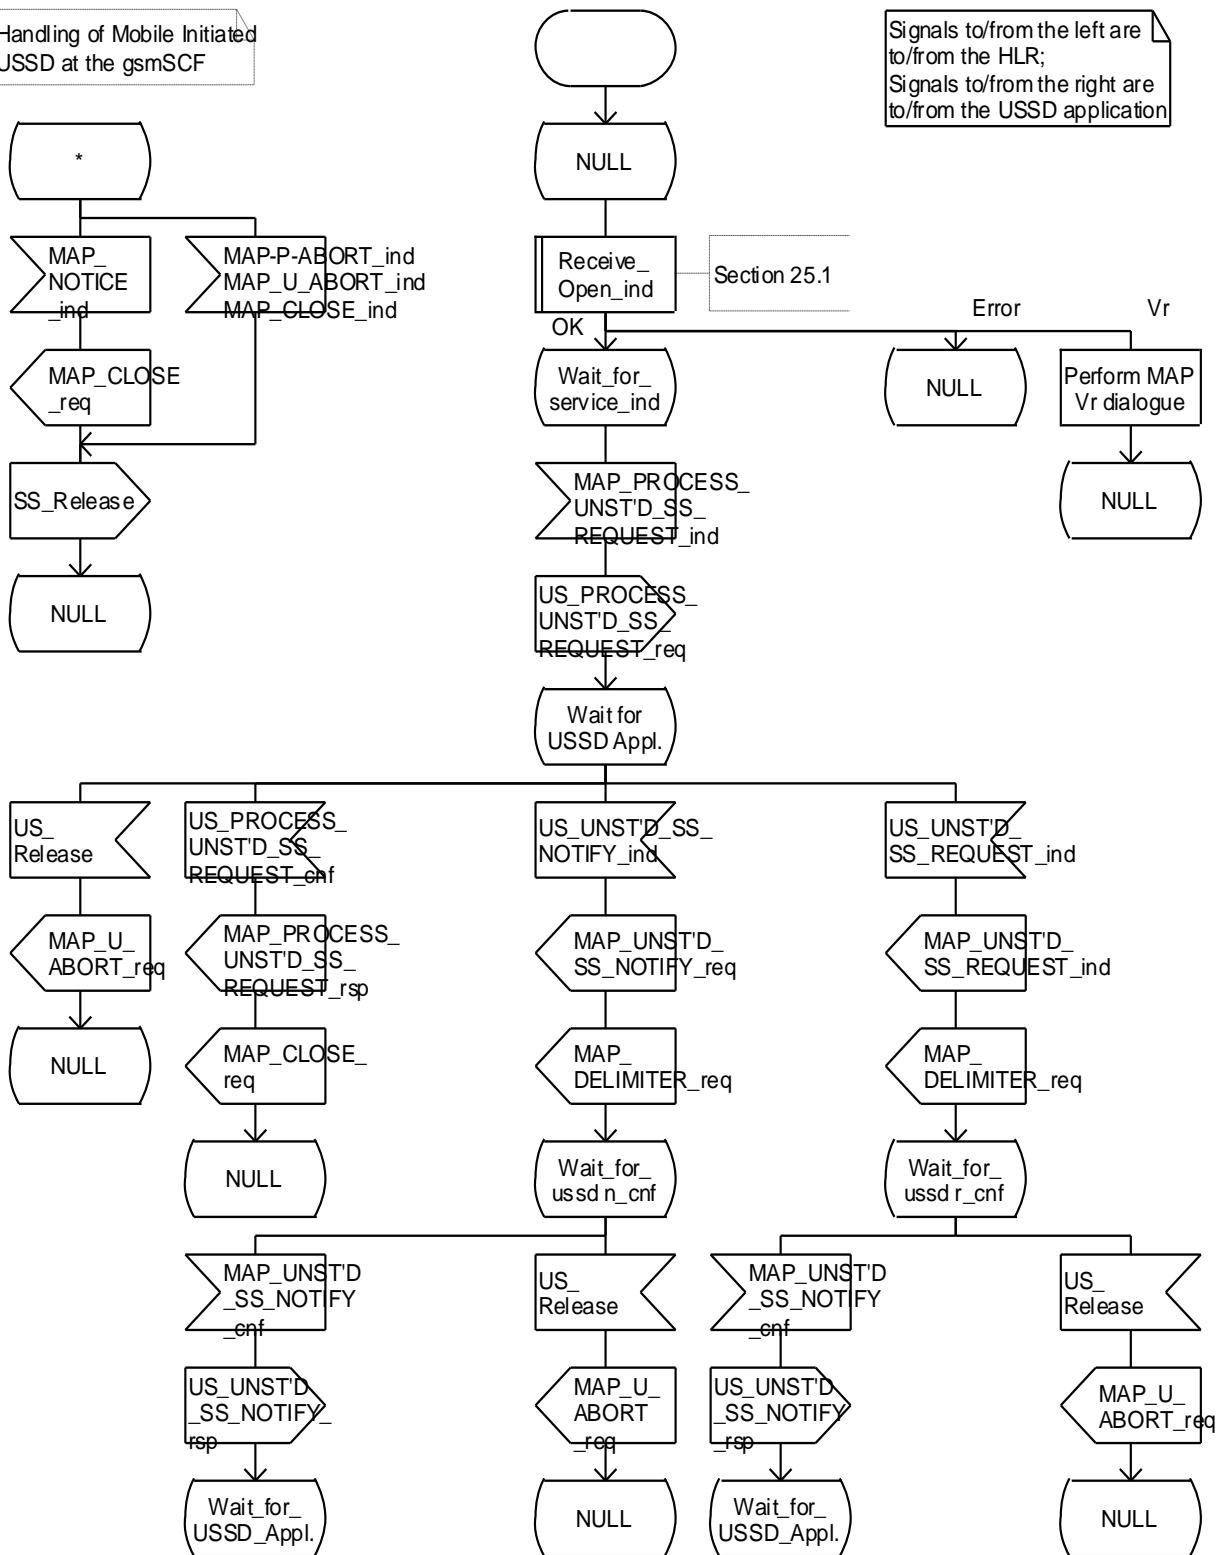 Handling of Mobile Initiated
USSD at the gsmSCF
Signals to/from the left are
to/from the HLR;
Signals to/from the right are
to/from the USSD application
*
NULL
MAP_
NOTICE
_ind
MAP-P-ABORT_ind
MAP_U_ABORT_ind
MAP_CLOSE_ind
Receive_
Open_ind
Section 25.1
OK
Error
Vr
MAP_CLOSE
_req
Wait_for_
service_ind
NULL
Perform MAP
Vr dialogue
SS_Release
MAP_PROCESS_
UNST'D_SS_
REQUEST_ind
NULL
NULL
US_PROCESS_
UNST'D_SS_
REQUEST_req
Wait for
USSD Appl.
US_
Release
US_PROCESS_
UNST'D_SS_
REQUEST_cnf
US_UNST'D_SS_
NOTIFY_ind
US_UNST'D_
SS_REQUEST_ind
MAP_U_
ABORT_req
MAP_PROCESS_
UNST'D_SS_
REQUEST_rsp
MAP_UNST'D_
SS_NOTIFY_req
MAP_UNST'D_
SS_REQUEST_ind
NULL
MAP_CLOSE_
req
MAP_
DELIMITER_req
MAP_
DELIMITER_req
NULL
Wait_for_
ussd n_cnf
Wait_for_
ussd r_cnf
MAP_UNST'D
_SS_NOTIFY
_cnf
US_
Release
MAP_UNST'D
_SS_NOTIFY
_cnf
US_
Release
US_UNST'D
_SS_NOTIFY_
rsp
MAP_U_
ABORT
_req
US_UNST'D
_SS_NOTIFY
_rsp
MAP_U_
ABORT_req
Wait_for_
USSD_Appl.
NULL
Wait_for_
USSD_Appl.
NULL